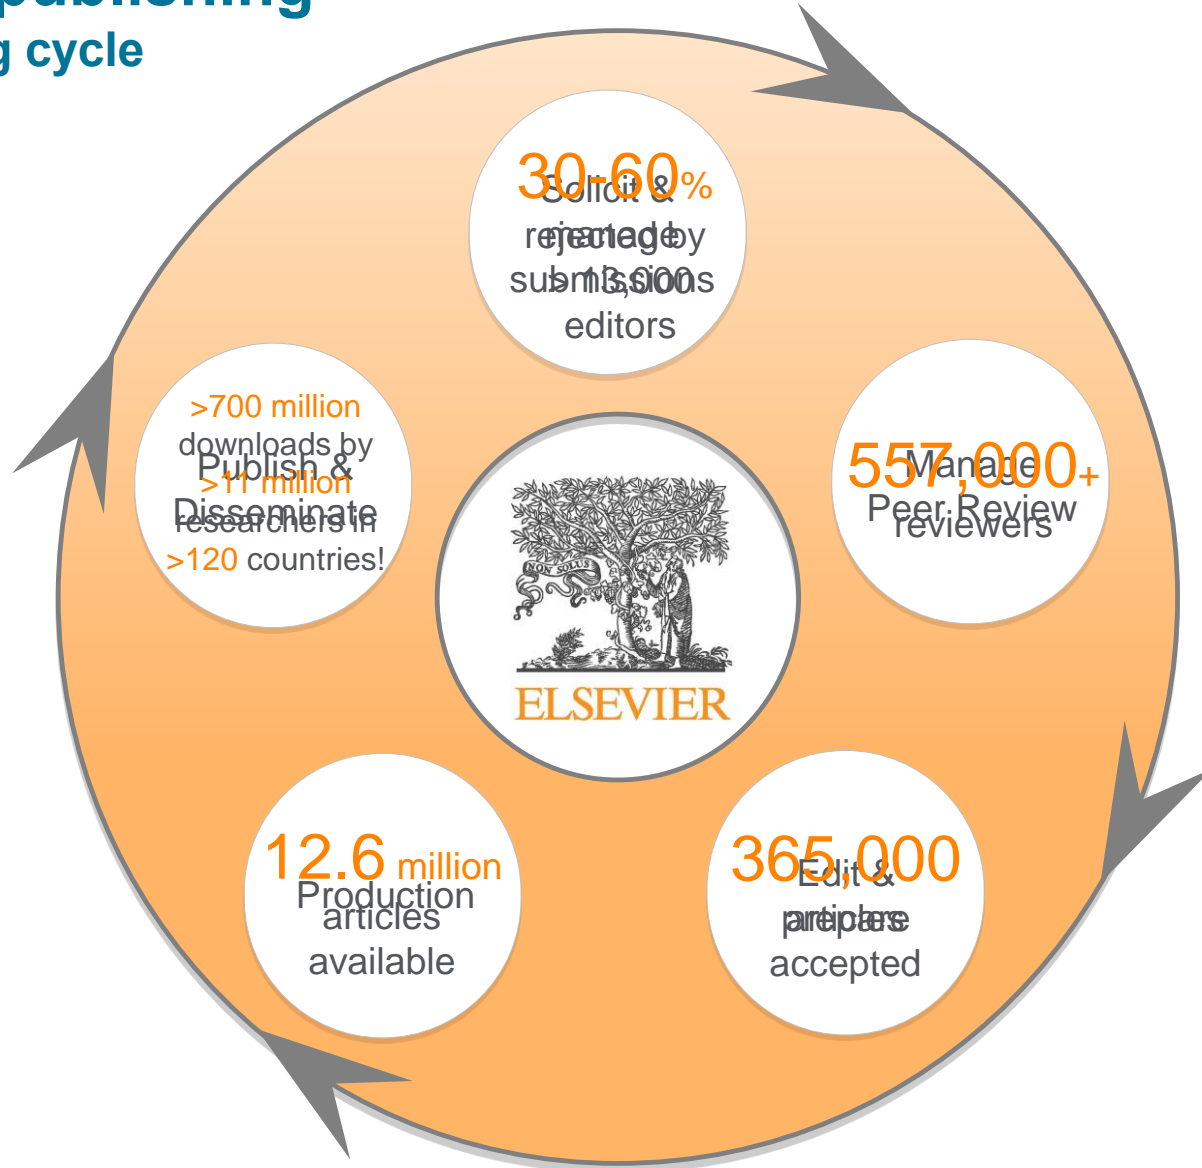 publishing
g cycle
30-60%
rejected by
> 13,000
editors
Solicit &
manage
submissions
>700 million
downloads by
>11 million
researchers in
>120 countries!
Publish &
Disseminate
557,000+
reviewers
Manage
Peer Review
NON SOLUS
ELSEVIER
12.6 million
articles
available
Production
365,000
articles
accepted
Edit &
prepare